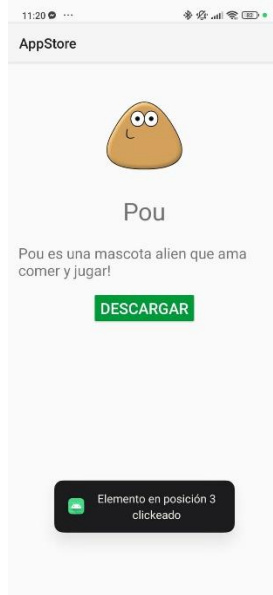 11:20
AppStore
Pou
Pou es una mascota alien que ama
comer y jugar!
DESCARGAR
Elemento en posición 3
clickeado